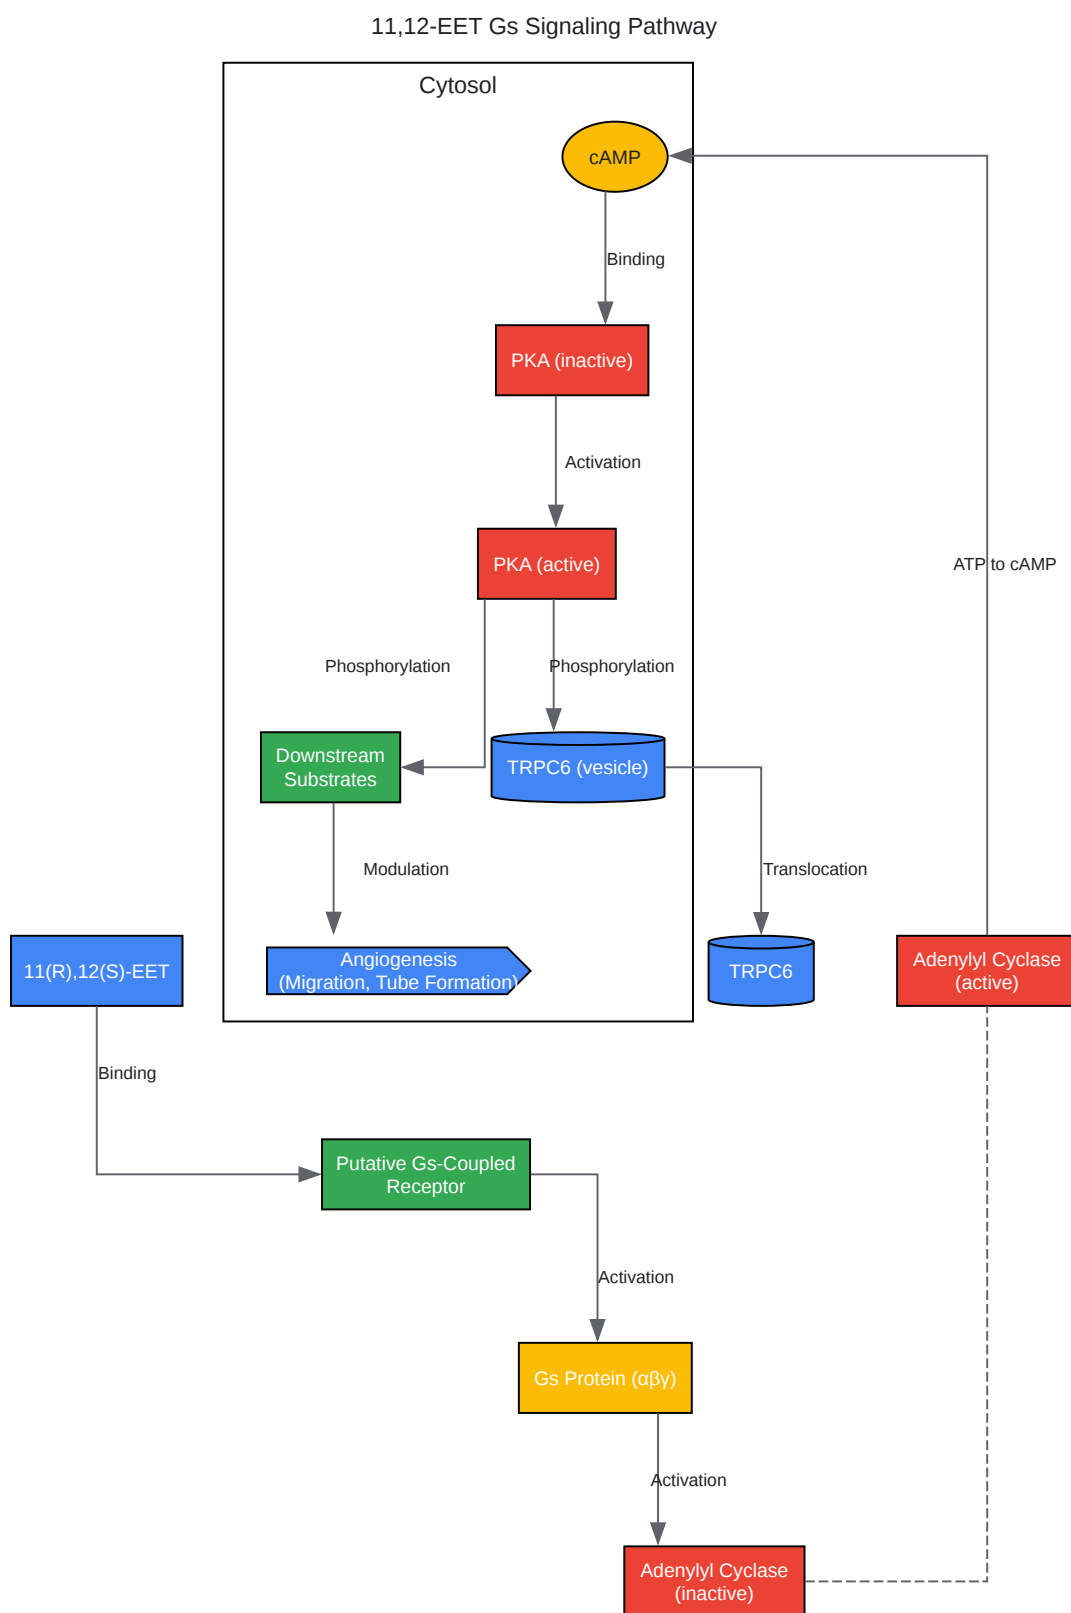 11,12-EET Gs Signaling Pathway
Cytosol
cAMP
Binding
PKA (inactive)
Activation
PKA (active)
ATP to cAMP
Phosphorylation
Phosphorylation
Downstream
Substrates
TRPC6 (vesicle)
Modulation
Translocation
11(R),12(S)-EET
Angiogenesis
(Migration, Tube Formation)
TRPC6
Adenylyl Cyclase
(active)
Binding
Putative Gs-Coupled
Receptor
Activation
Gs Protein (αβγ)
Activation
Adenylyl Cyclase
(inactive)